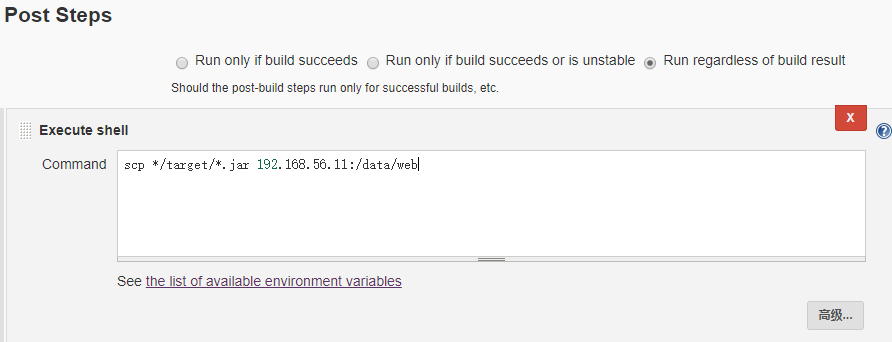 Post Steps
Run only if build succeeds Run only if build succeeds or is unstable Run regardless of build result
Should the post-build steps run only for successful builds, etc.
X
Execute shell
?
Command
scp */target/*.jar 192.168.56.11:/data/web
See the list of available environment variables
高级...